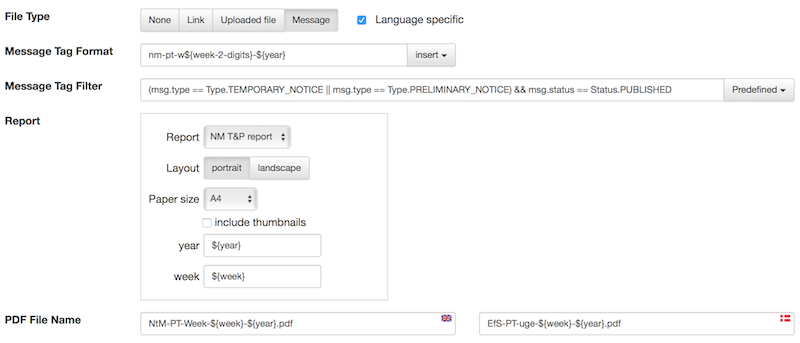 File Type None Link Uploaded file Message Language specific
Message Tag Format nm-pt-w${week-2-digits}-${year} insert
Message Tag Filter (msg.type == Type.TEMPORARY_NOTICE || msg.type == Type.PRELIMINARY_NOTICE) && msg.status == Status.PUBLISHED Predefined
Report
Report NM T&P report
Layout portrait landscape
Paper size A4
include thumbnails
year ${year}
week ${week}
PDF File Name NtM-PT-Week-${week}-${year}.pdf EfS-PT-uge-${week}-${year}.pdf